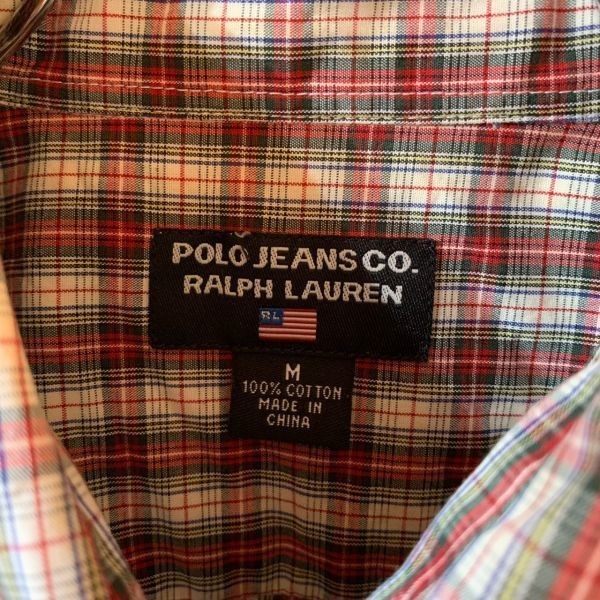 POLO JEANS CO.
RALPH LAUREN
RL
M
100% COTTON
MADE IN
CHINA